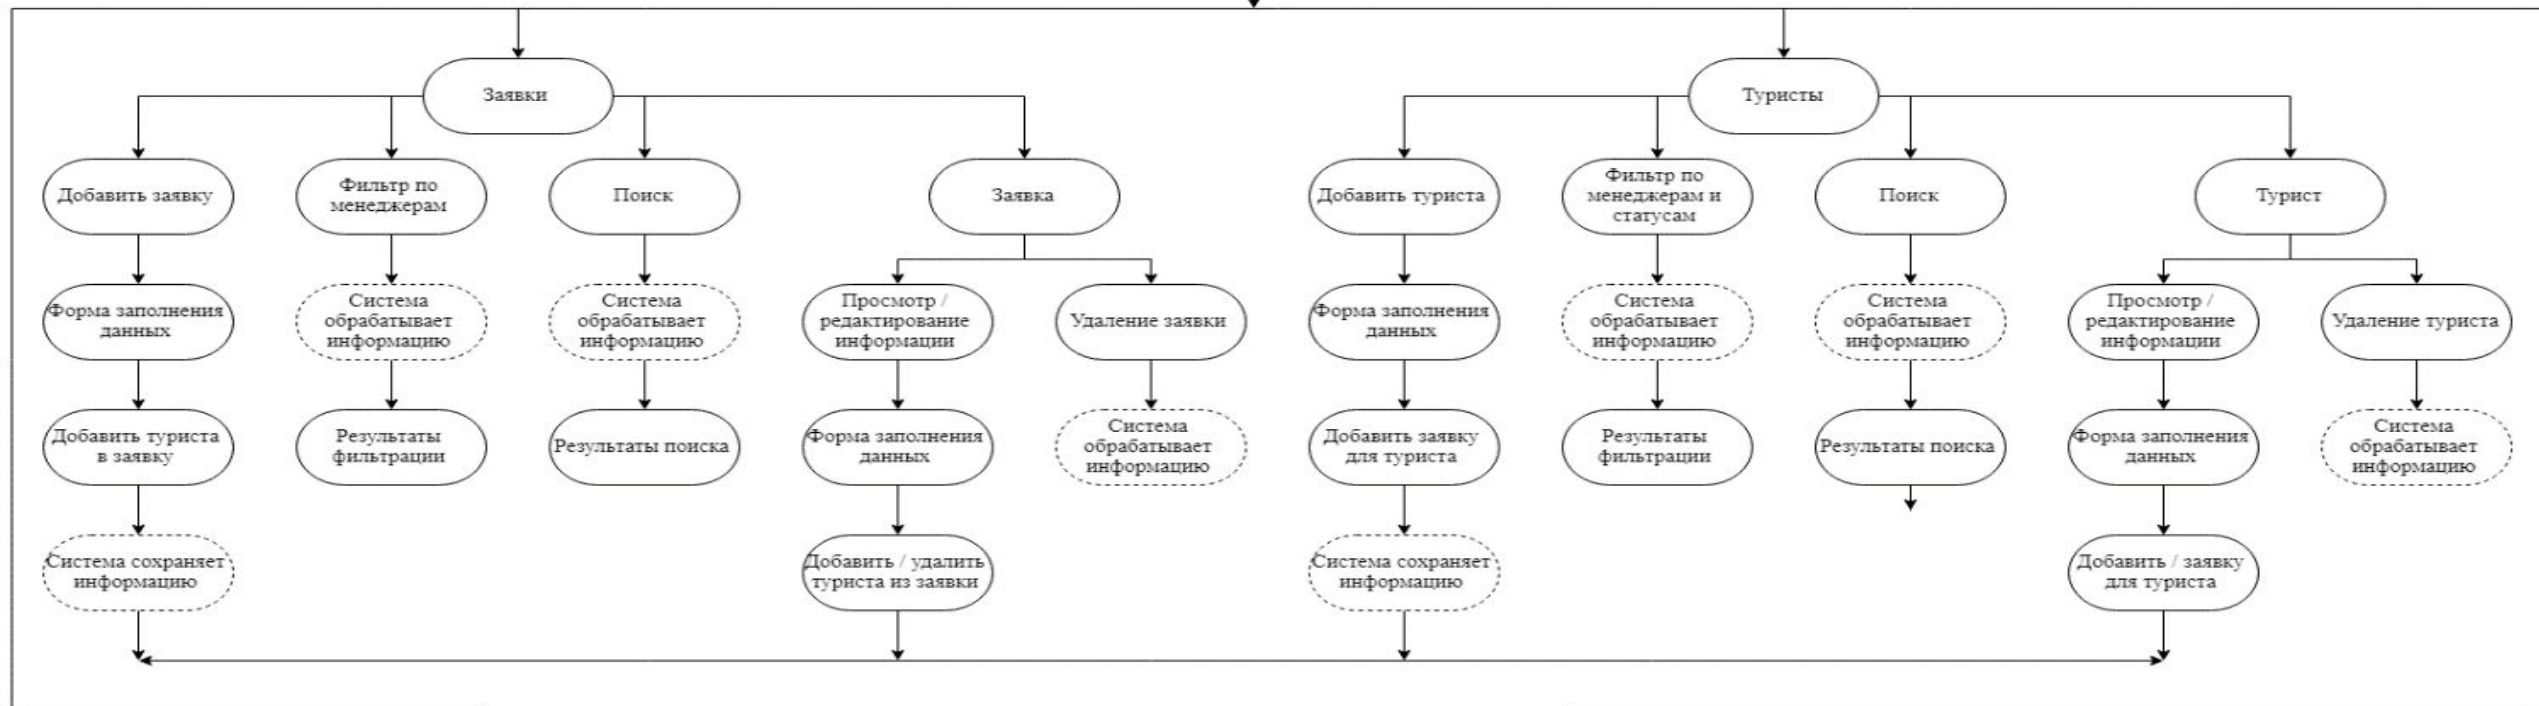 Заявки
Туристы
Добавить заявку
Фильтр по
менеджерам
Поиск
Заявка
Добавить туриста
Фильтр по
менеджерам и
статусам
Поиск
Турист
Форма заполнения
данных
Система
обрабатывает
информацию
Система
обрабатывает
информацию
Просмотр /
редактирование
информации
Удаление заявки
Форма заполнения
данных
Система
обрабатывает
информацию
Система
обрабатывает
информацию
Просмотр /
редактирование
информации
Удаление туриста
Добавить туриста
в заявку
Результаты
фильтрации
Результаты поиска
Форма заполнения
данных
Система
обрабатывает
информацию
Добавить заявку
для туриста
Результаты
фильтрации
Результаты поиска
Форма заполнения
данных
Система
обрабатывает
информацию
Система сохраняет
информацию
Добавить / удалить
туриста из заявки
Система сохраняет
информацию
Добавить / заявку
для туриста